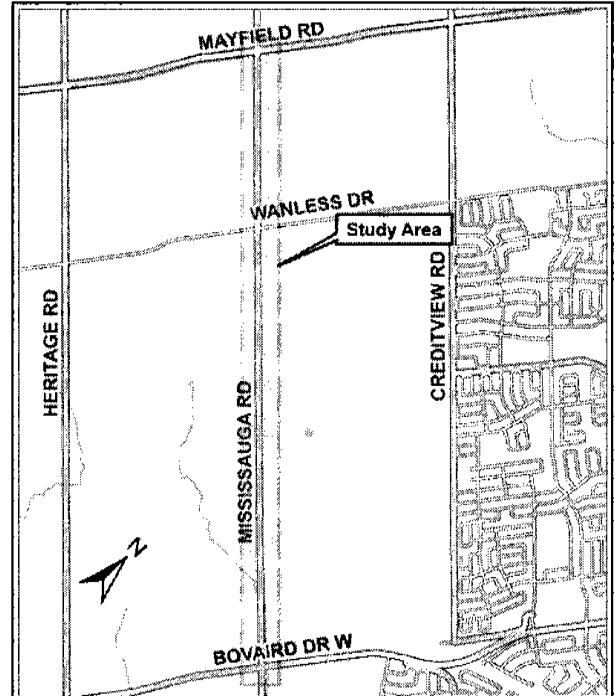 MAYFIELD RD
WANLESS DR
Study Area
HERITAGE RD
MISSISSAUGA RD
CREDITVIEW RD
N
BOVAIRD DR W